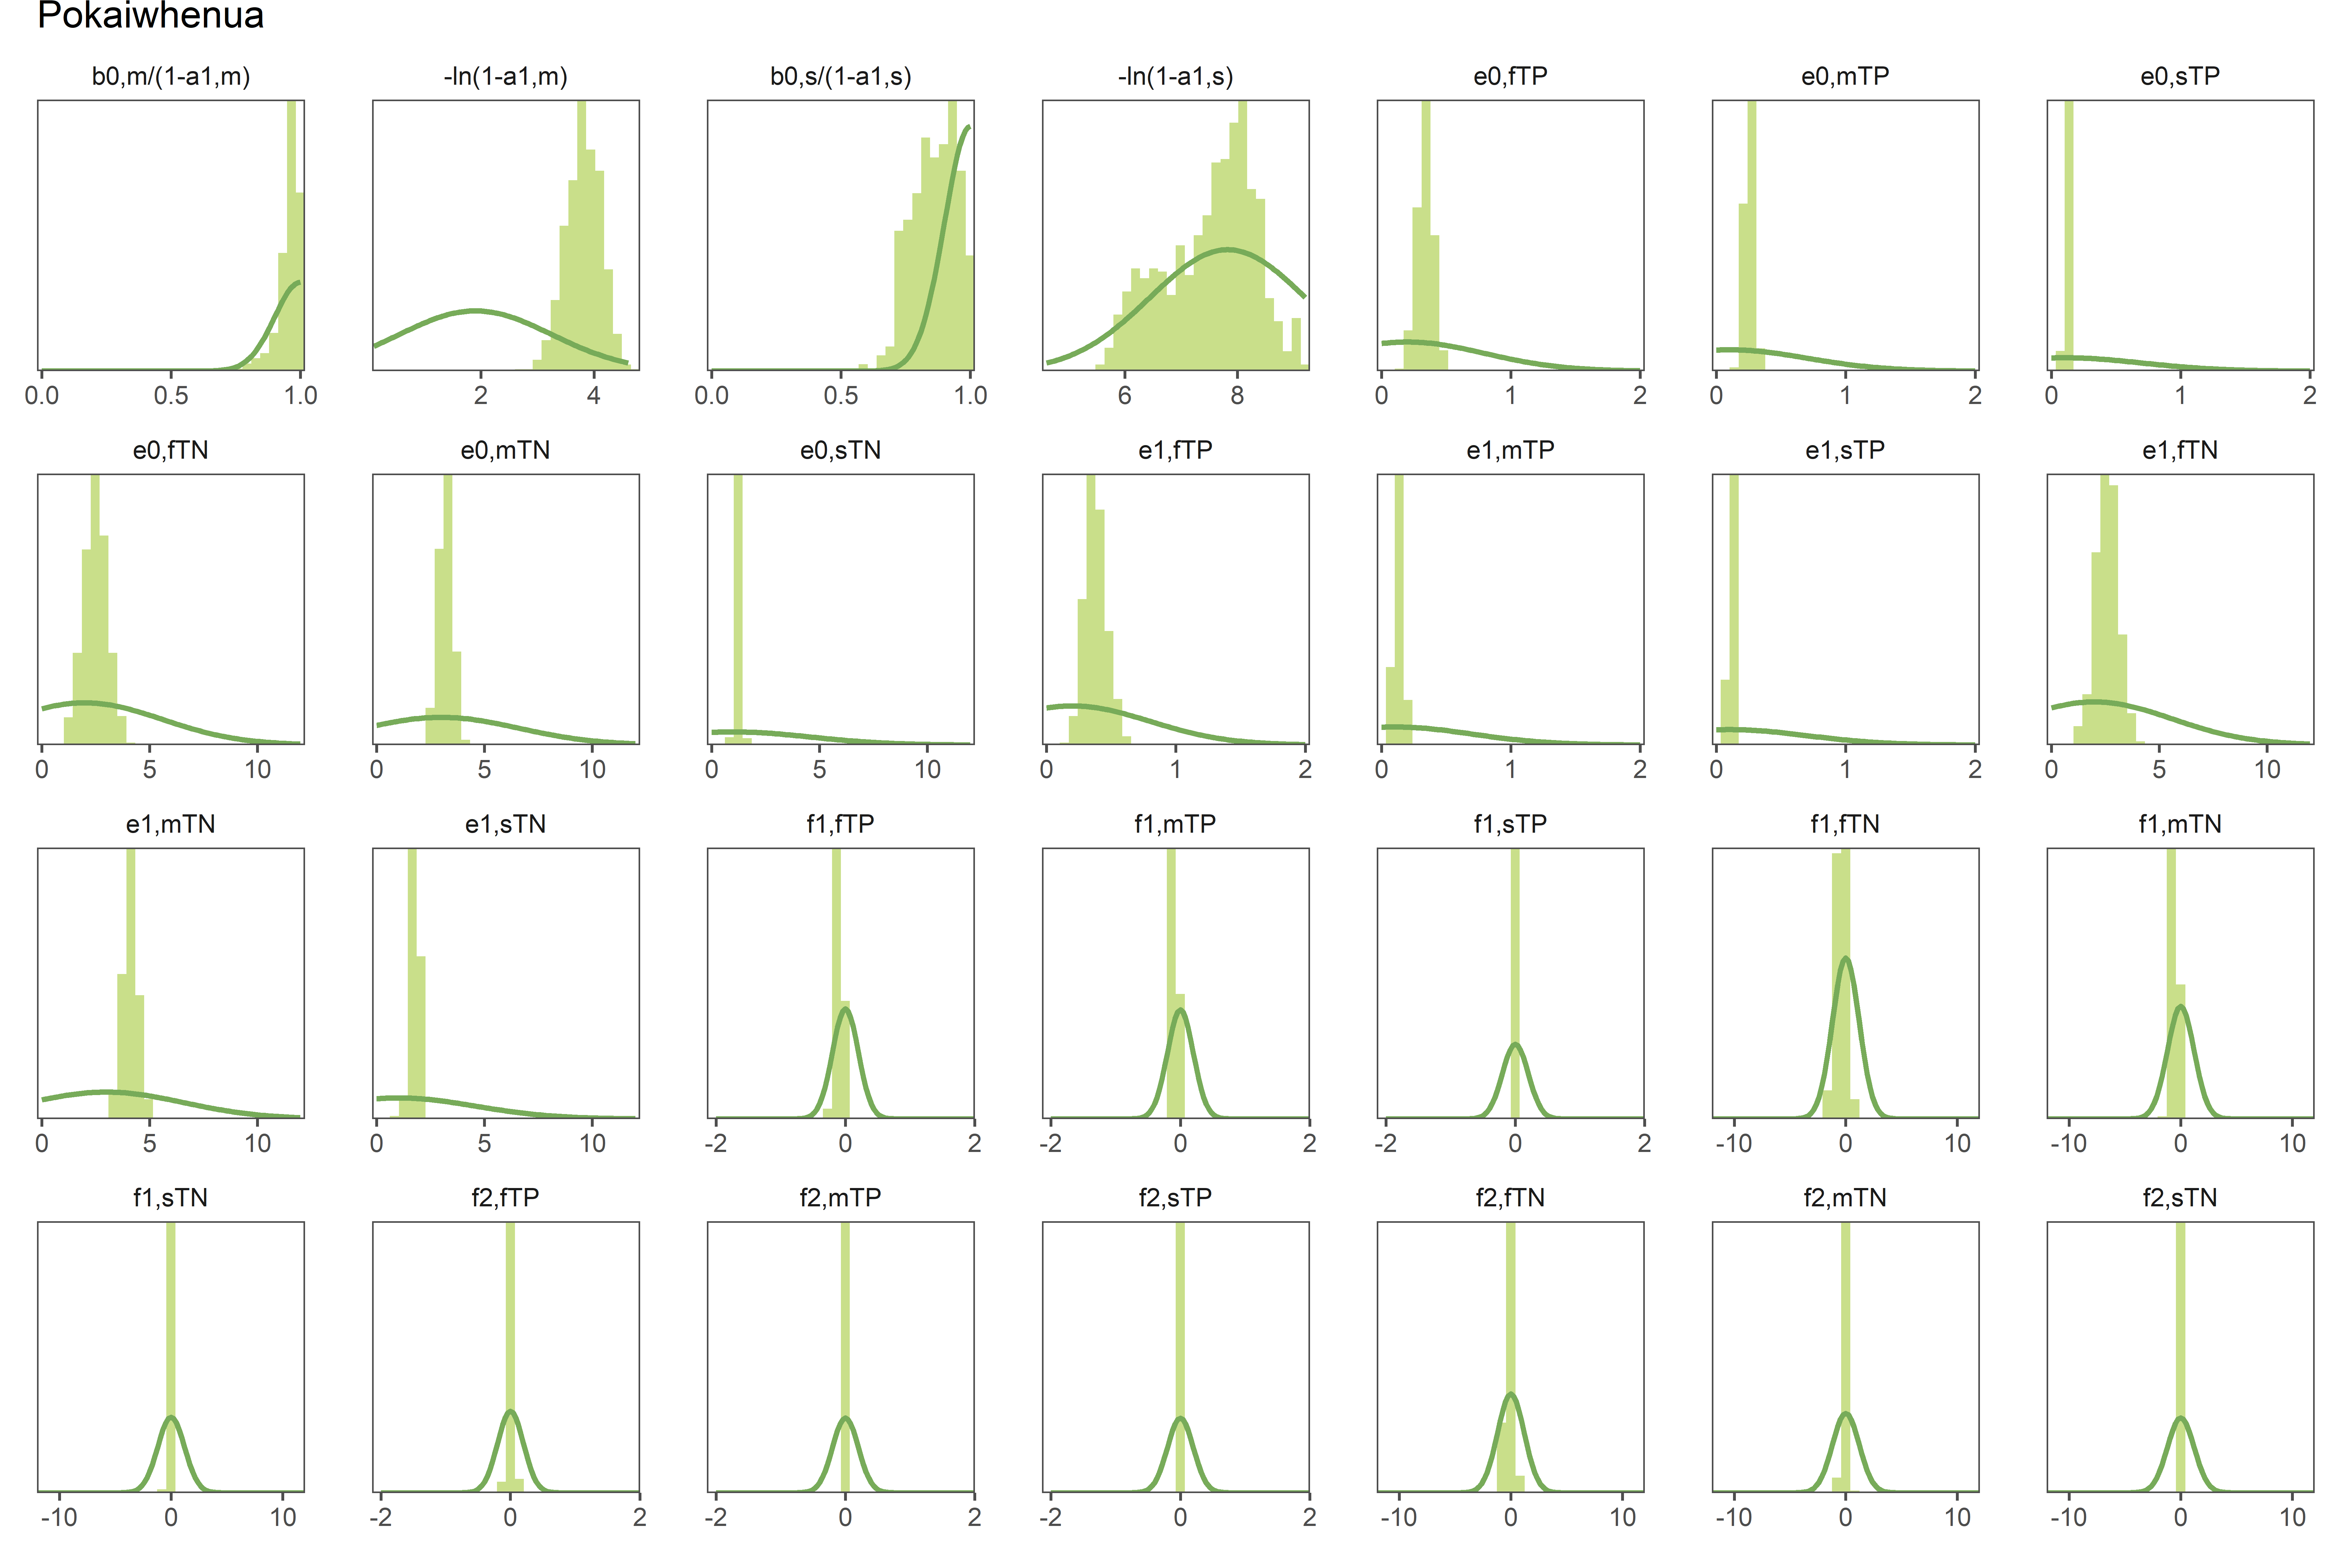 Pokaiwhenua
b0,m/(1-a1,m) -ln(1-a1,m) b0,s/(1-a1,s) -ln(1-a1,s) e0,fTP e0,mTP e0,sTP
0.0 0.5 1.0 2 4 0.0 0.5 1.0 6 8 0 1 2 0 1 2 0 1 2
e0,fTN e0,mTN e0,sTN e1,fTP e1,mTP e1,sTP e1,fTN
0 5 10 0 5 10 0 5 10 0 1 2 0 1 2 0 1 2 0 5 10
e1,mTN e1,sTN f1,fTP f1,mTP f1,sTP f1,fTN f1,mTN
0 5 10 0 5 10 -2 0 2 -2 0 2 -2 0 2 -10 0 10 -10 0 10
f1,sTN f2,fTP f2,mTP f2,sTP f2,fTN f2,mTN f2,sTN
-10 0 10 -2 0 2 -2 0 2 -2 0 2 -10 0 10 -10 0 10 -10 0 10